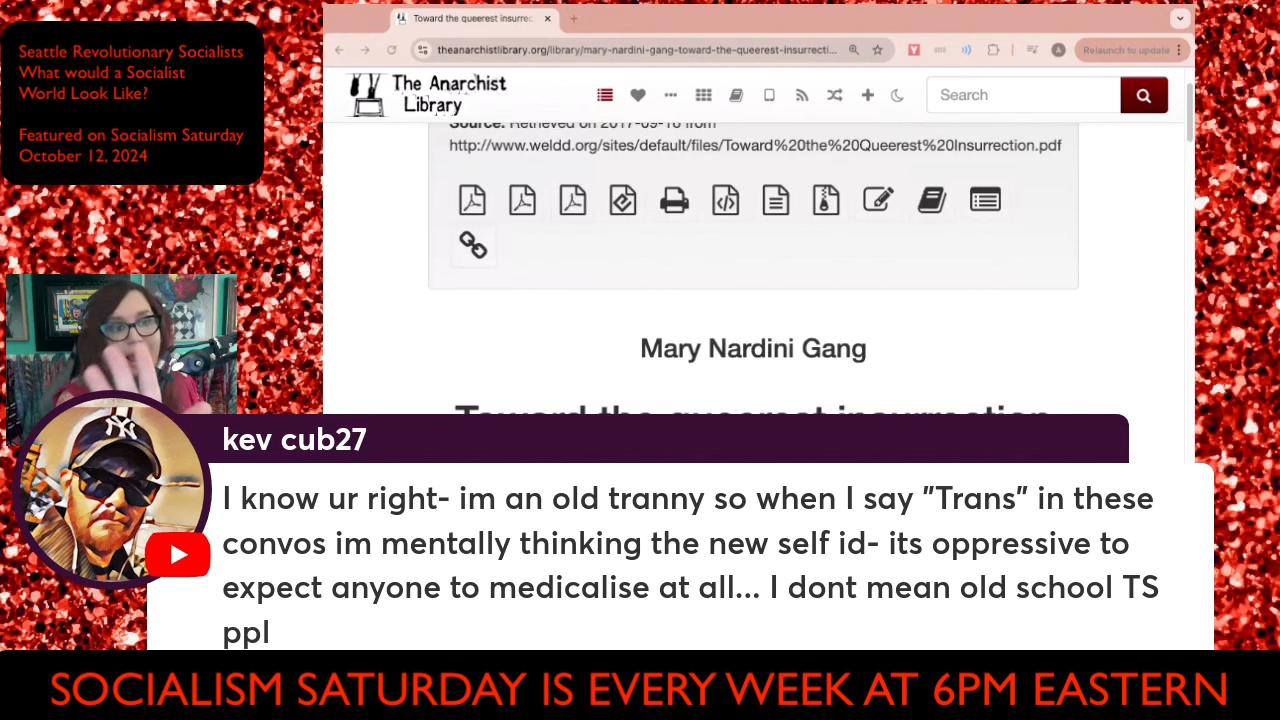 Seattle Revolutionary Socialists
What would a Socialist
World Look Like?
Featured on Socialism Saturday
October 12, 2024
Toward the queerest insurrec
theanarchistlibrary.org/library/mary-nardini-gang-toward-the-queerest-insurrecti...
Relaunch to update
The Anarchist
Library
Search
Source: Retrieved on 2017-09-16 from
http://www.weldd.org/sites/default/files/Toward%20the%20Queerest%20Insurrection.pdf
Mary Nardini Gang
Toward the queerest insurrection
kev cub27
I know ur right- im an old tranny so when I say "Trans" in these
convos im mentally thinking the new self id- its oppressive to
expect anyone to medicalise at all... I dont mean old school TS
ppl
SOCIALISM SATURDAY IS EVERY WEEK AT 6PM EASTERN